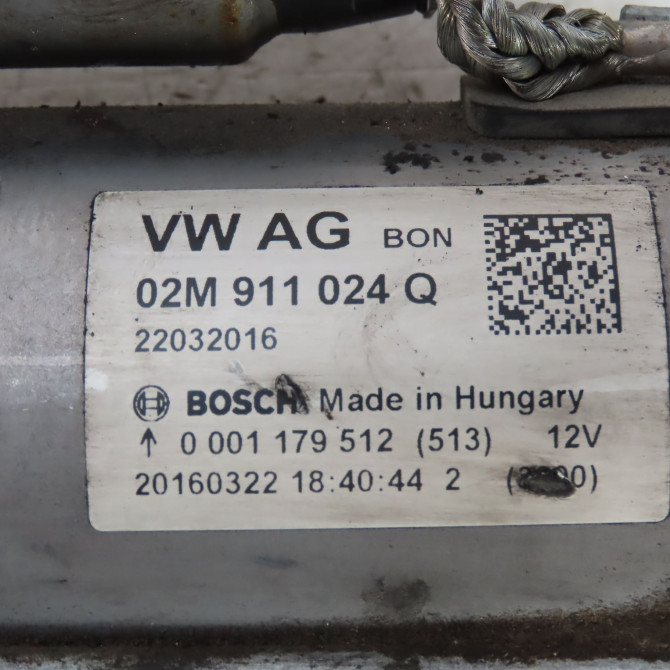 VW AG BON
02M 911 024 Q
22032016
BOSCH Made in Hungary
↑ 0 001 179 512 (513) 12V
20160322 18:40:44 2